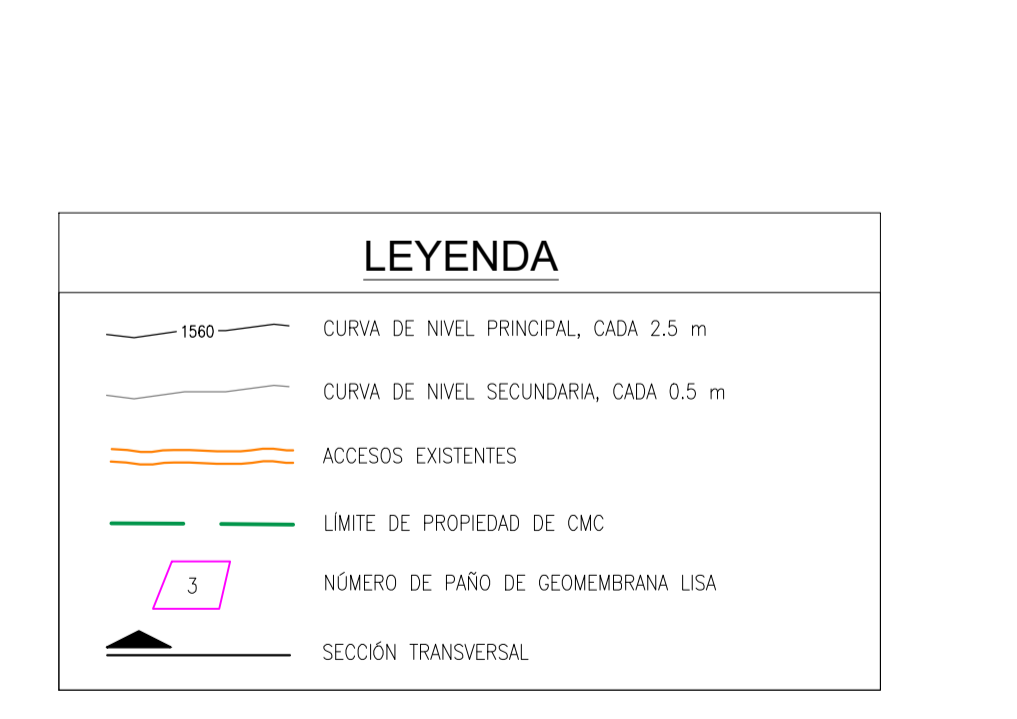 LEYENDA
1560 CURVA DE NIVEL PRINCIPAL, CADA 2.5 m
CURVA DE NIVEL SECUNDARIA, CADA 0.5 m
ACCESOS EXISTENTES
LÍMITE DE PROPIEDAD DE CMC
3 NÚMERO DE PAÑO DE GEOMEMBRANA LISA
SECCIÓN TRANSVERSAL